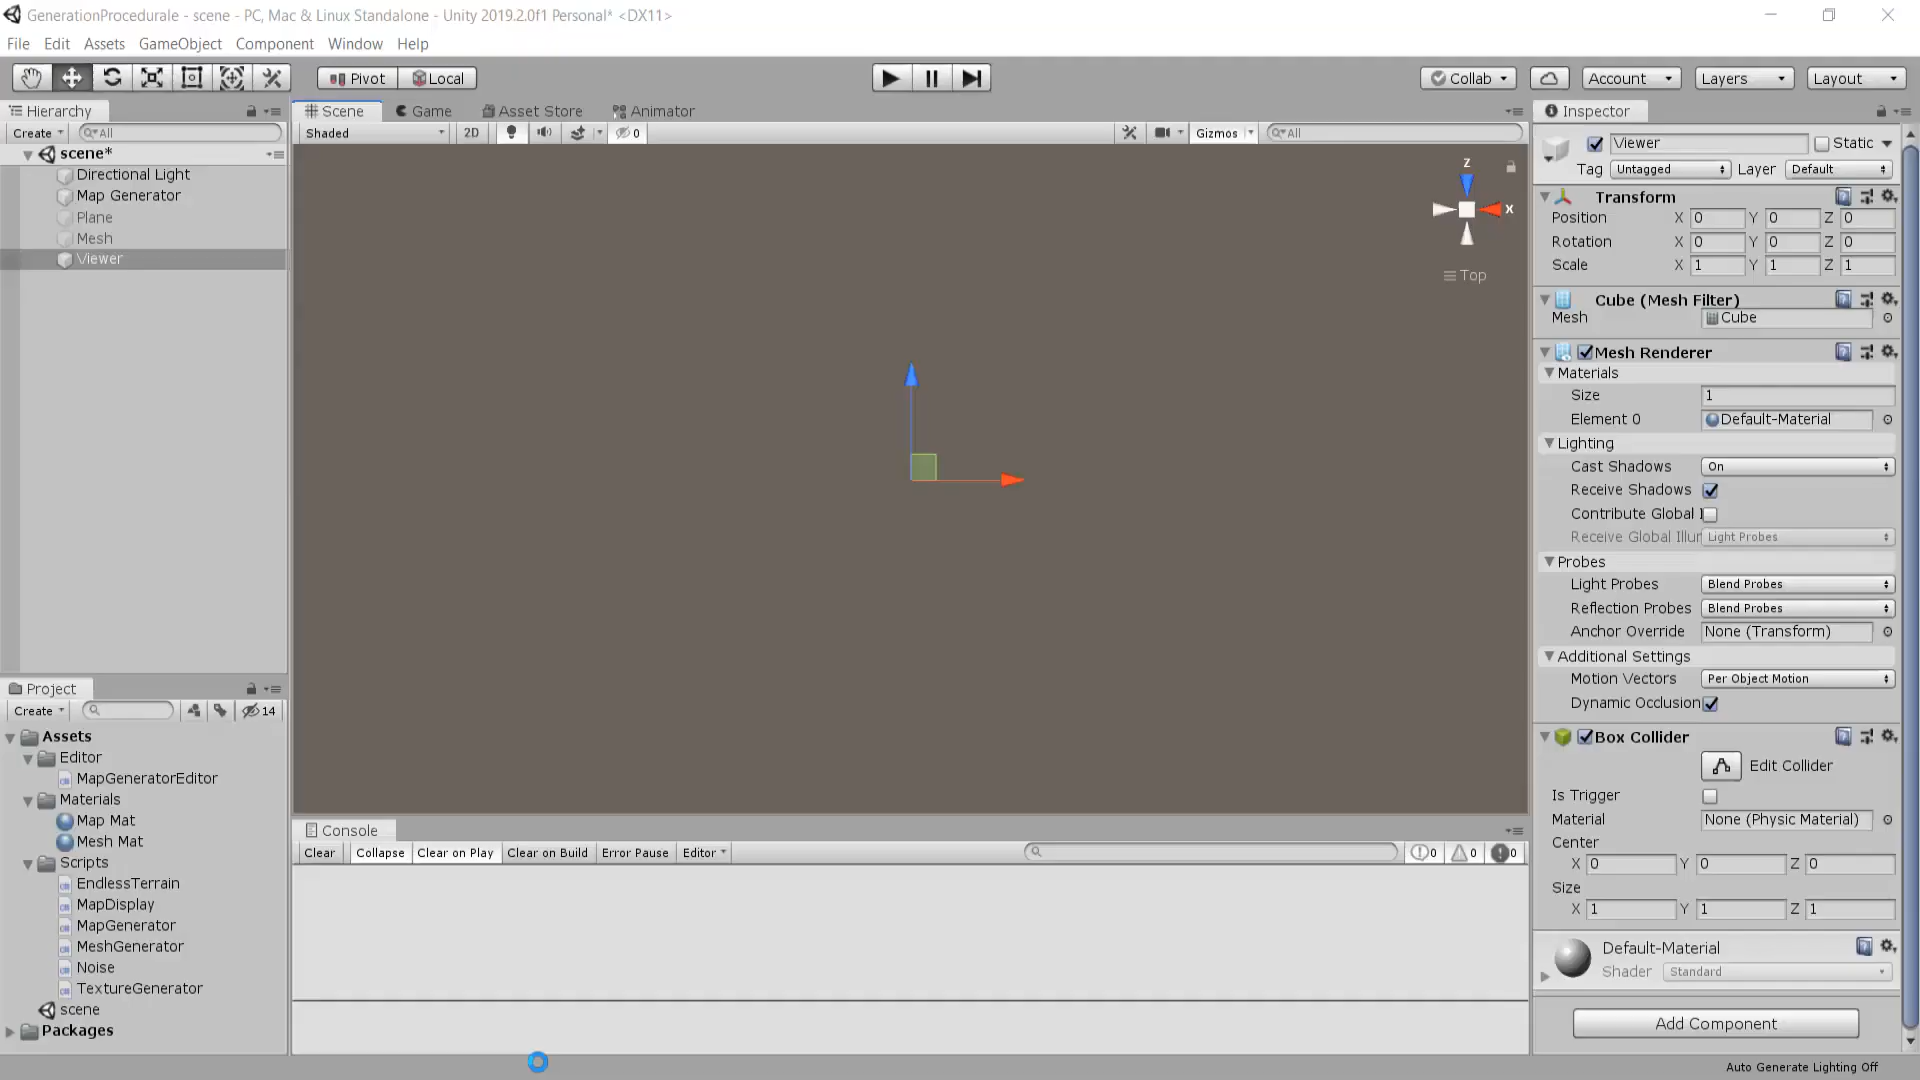 GenerationProcedurale - scene - PC, Mac & Linux Standalone - Unity 2019.2.0f1 Personal* <DX11>
File Edit Assets GameObject Component Window Help
Pivot Local Collab Account Layers Layout
Hierarchy
Create All
scene*
Directional Light
Map Generator
Plane
Mesh
Viewer
Project
Create 14
Assets
Editor
MapGeneratorEditor
Materials
Map Mat
Mesh Mat
Scripts
EndlessTerrain
MapDisplay
MapGenerator
MeshGenerator
Noise
TextureGenerator
scene
Packages
Scene Game Asset Store Animator
Shaded 2D 0 Gizmos All
z
x
Top
Console
Clear Collapse Clear on Play Clear on Build Error Pause Editor 0 0 0
Inspector
Viewer Static
Tag Untagged Layer Default
Transform
Position X 0 Y 0 Z 0
Rotation X 0 Y 0 Z 0
Scale X 1 Y 1 Z 1
Cube (Mesh Filter)
Mesh Cube
Mesh Renderer
Materials
Size 1
Element 0 Default-Material
Lighting
Cast Shadows On
Receive Shadows
Contribute Global I
Receive Global Illur Light Probes
Probes
Light Probes Blend Probes
Reflection Probes Blend Probes
Anchor Override None (Transform)
Additional Settings
Motion Vectors Per Object Motion
Dynamic Occlusion
Box Collider
Edit Collider
Is Trigger
Material None (Physic Material)
Center
X 0 Y 0 Z 0
Size
X 1 Y 1 Z 1
Default-Material
Shader Standard
Add Component
Auto Generate Lighting Off